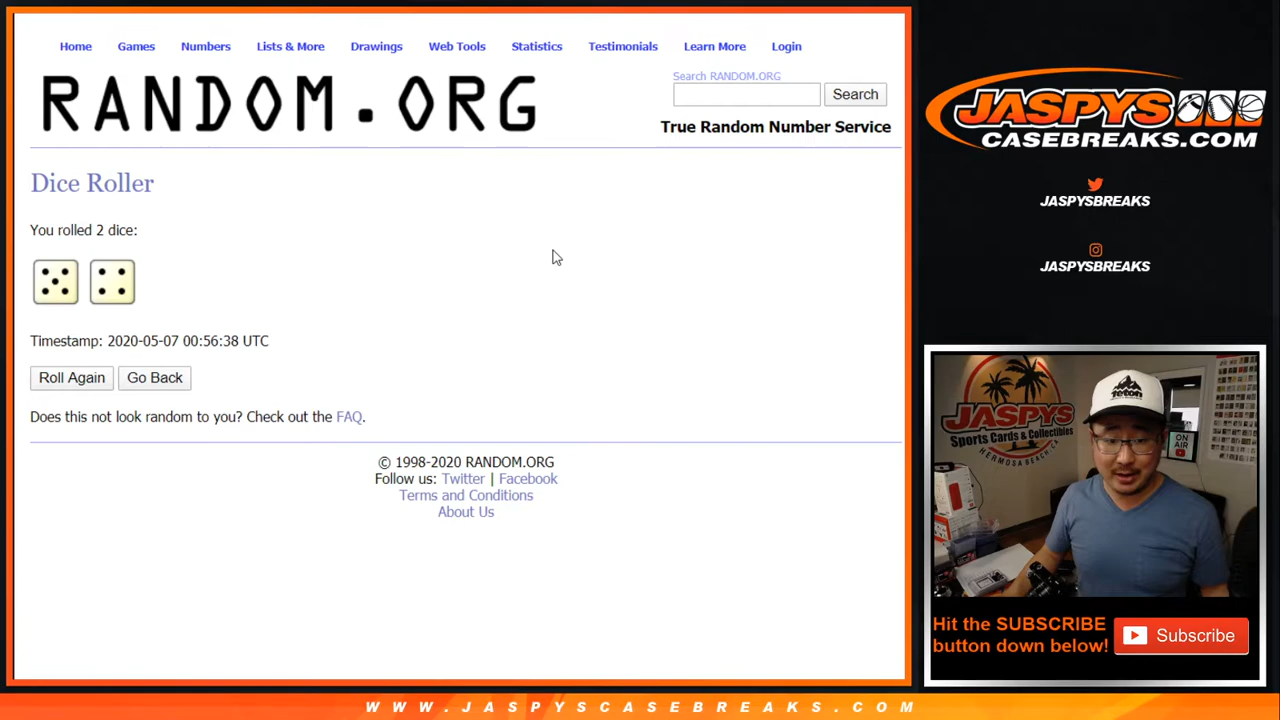 Home Games Numbers Lists & More Drawings Web Tools Statistics Testimonials Learn More Login
RANDOM.ORG
Search RANDOM.ORG
Search
True Random Number Service
Dice Roller
You rolled 2 dice:
Timestamp: 2020-05-07 00:56:38 UTC
Roll Again Go Back
Does this not look random to you? Check out the FAQ.
© 1998-2020 RANDOM.ORG
Follow us: Twitter | Facebook
Terms and Conditions
About Us
JASPYS
CASEBREAKS.COM
JASPYSBREAKS
JASPYSBREAKS
JASPYS
Sports Cards & Collectibles
HERMOSA BEACH, CA
ON
AIR
Teton
Hit the SUBSCRIBE
button down below!
Subscribe
WWW.JASPYSCASEBREAKS.COM